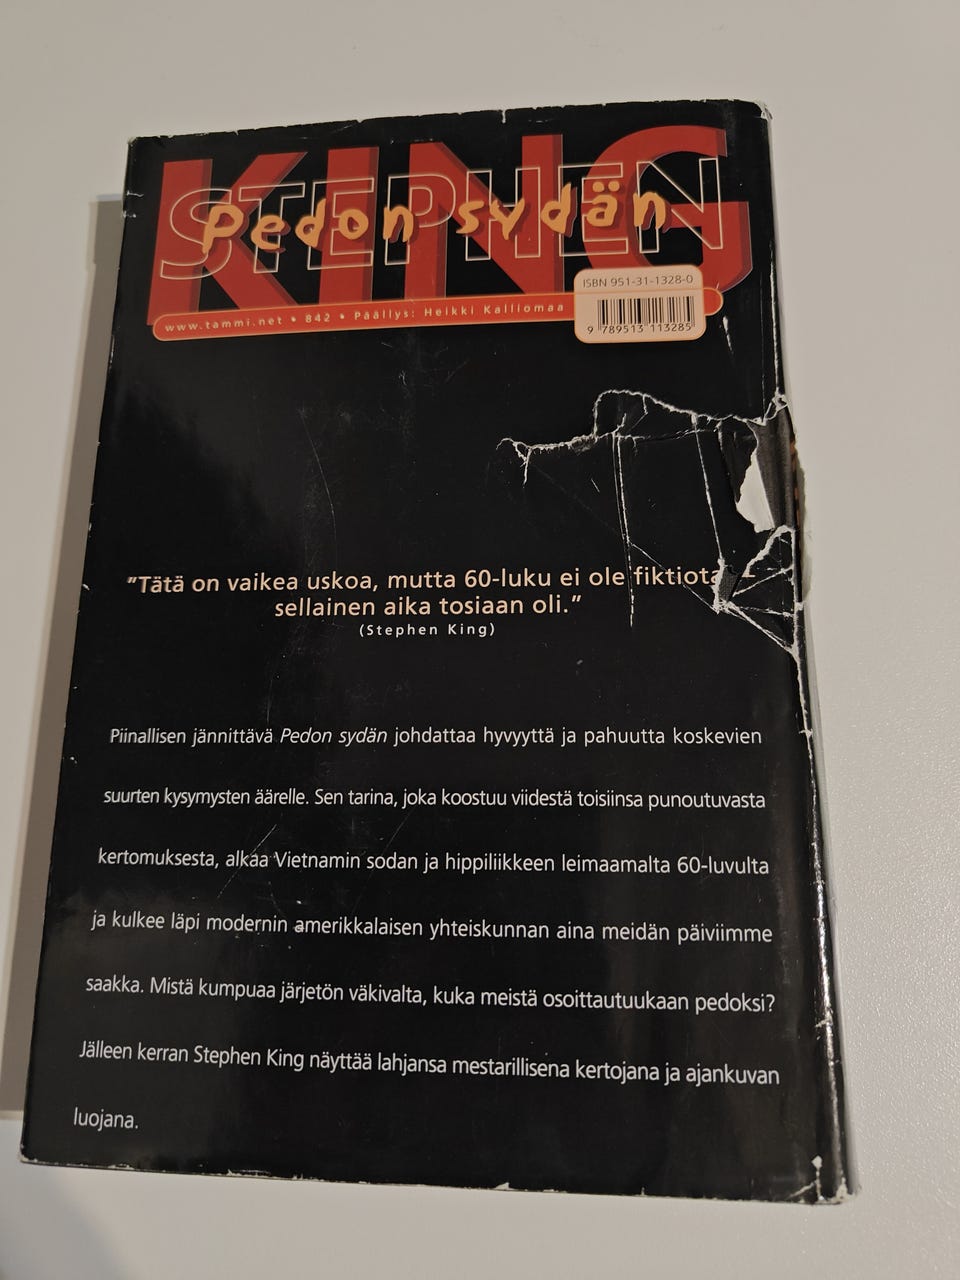 STEPHEN KING
Pedon sydän
ISBN 951-31-1328-0
www.tammi.net • 842 • Päällys: Heikki Kalliomaa
9 789513 113285
"Tätä on vaikea uskoa, mutta 60-luku ei ole fiktiota –
sellainen aika tosiaan oli."
(Stephen King)
Piinallisen jännittävä Pedon sydän johdattaa hyvyyttä ja pahuutta koskevien
suurten kysymysten äärelle. Sen tarina, joka koostuu viidestä toisiinsa punoutuvasta
kertomuksesta, alkaa Vietnamin sodan ja hippiliikkeen leimaamalta 60-luvulta
ja kulkee läpi modernin amerikkalaisen yhteiskunnan aina meidän päiviimme
saakka. Mistä kumpuaa järjetön väkivalta, kuka meistä osoittautuukaan pedoksi?
Jälleen kerran Stephen King näyttää lahjansa mestarillisena kertojana ja ajankuvan
luojana.